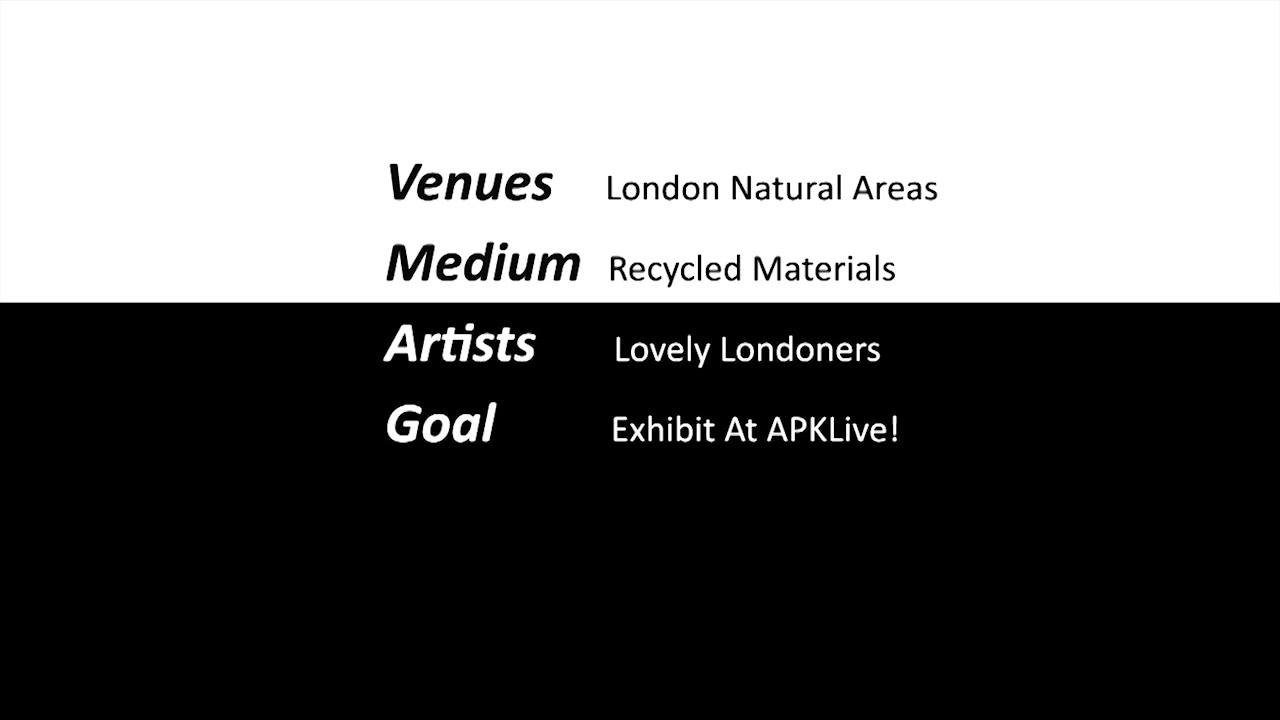 Venues London Natural Areas
Medium Recycled Materials
Artists Lovely Londoners
Goal Exhibit At APKLive!